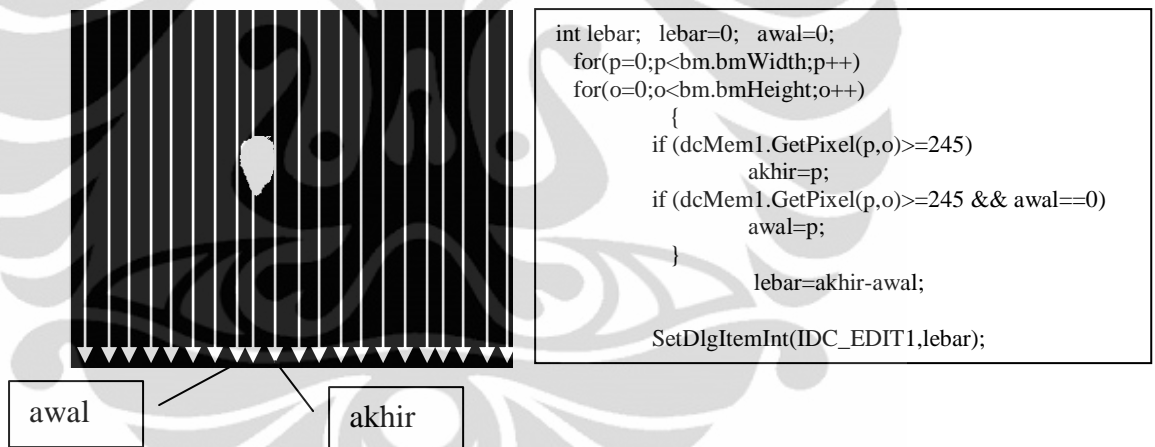 int lebar; lebar=0; awal=0;
for(p=0;p<bm.bmWidth;p++)
for(o=0;o<bm.bmHeight;o++)
{
if (dcMem1.GetPixel(p,o)>=245)
akhir=p;
if (dcMem1.GetPixel(p,o)>=245 && awal==0)
awal=p;
}
lebar=akhir-awal;
SetDlgItemInt(IDC_EDIT1,lebar);
awal
akhir